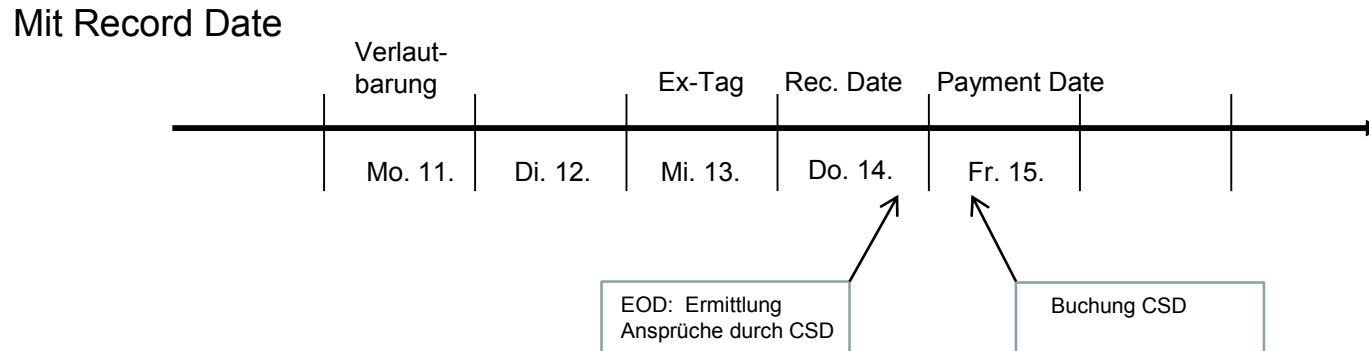 Mit Record Date
Verlaut-
barung
Ex-Tag
Rec. Date
Payment Date
Mo. 11.
Di. 12.
Mi. 13.
Do. 14.
Fr. 15.
EOD: Ermittlung
Ansprüche durch CSD
Buchung CSD